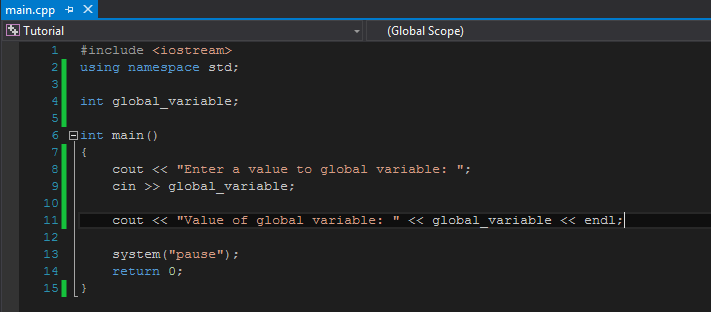 main.cpp
Tutorial (Global Scope)
1 #include <iostream>
2 using namespace std;
3
4 int global_variable;
5
6 int main()
7 {
8 cout << "Enter a value to global variable: ";
9 cin >> global_variable;
10
11 cout << "Value of global variable: " << global_variable << endl;
12
13 system("pause");
14 return 0;
15 }